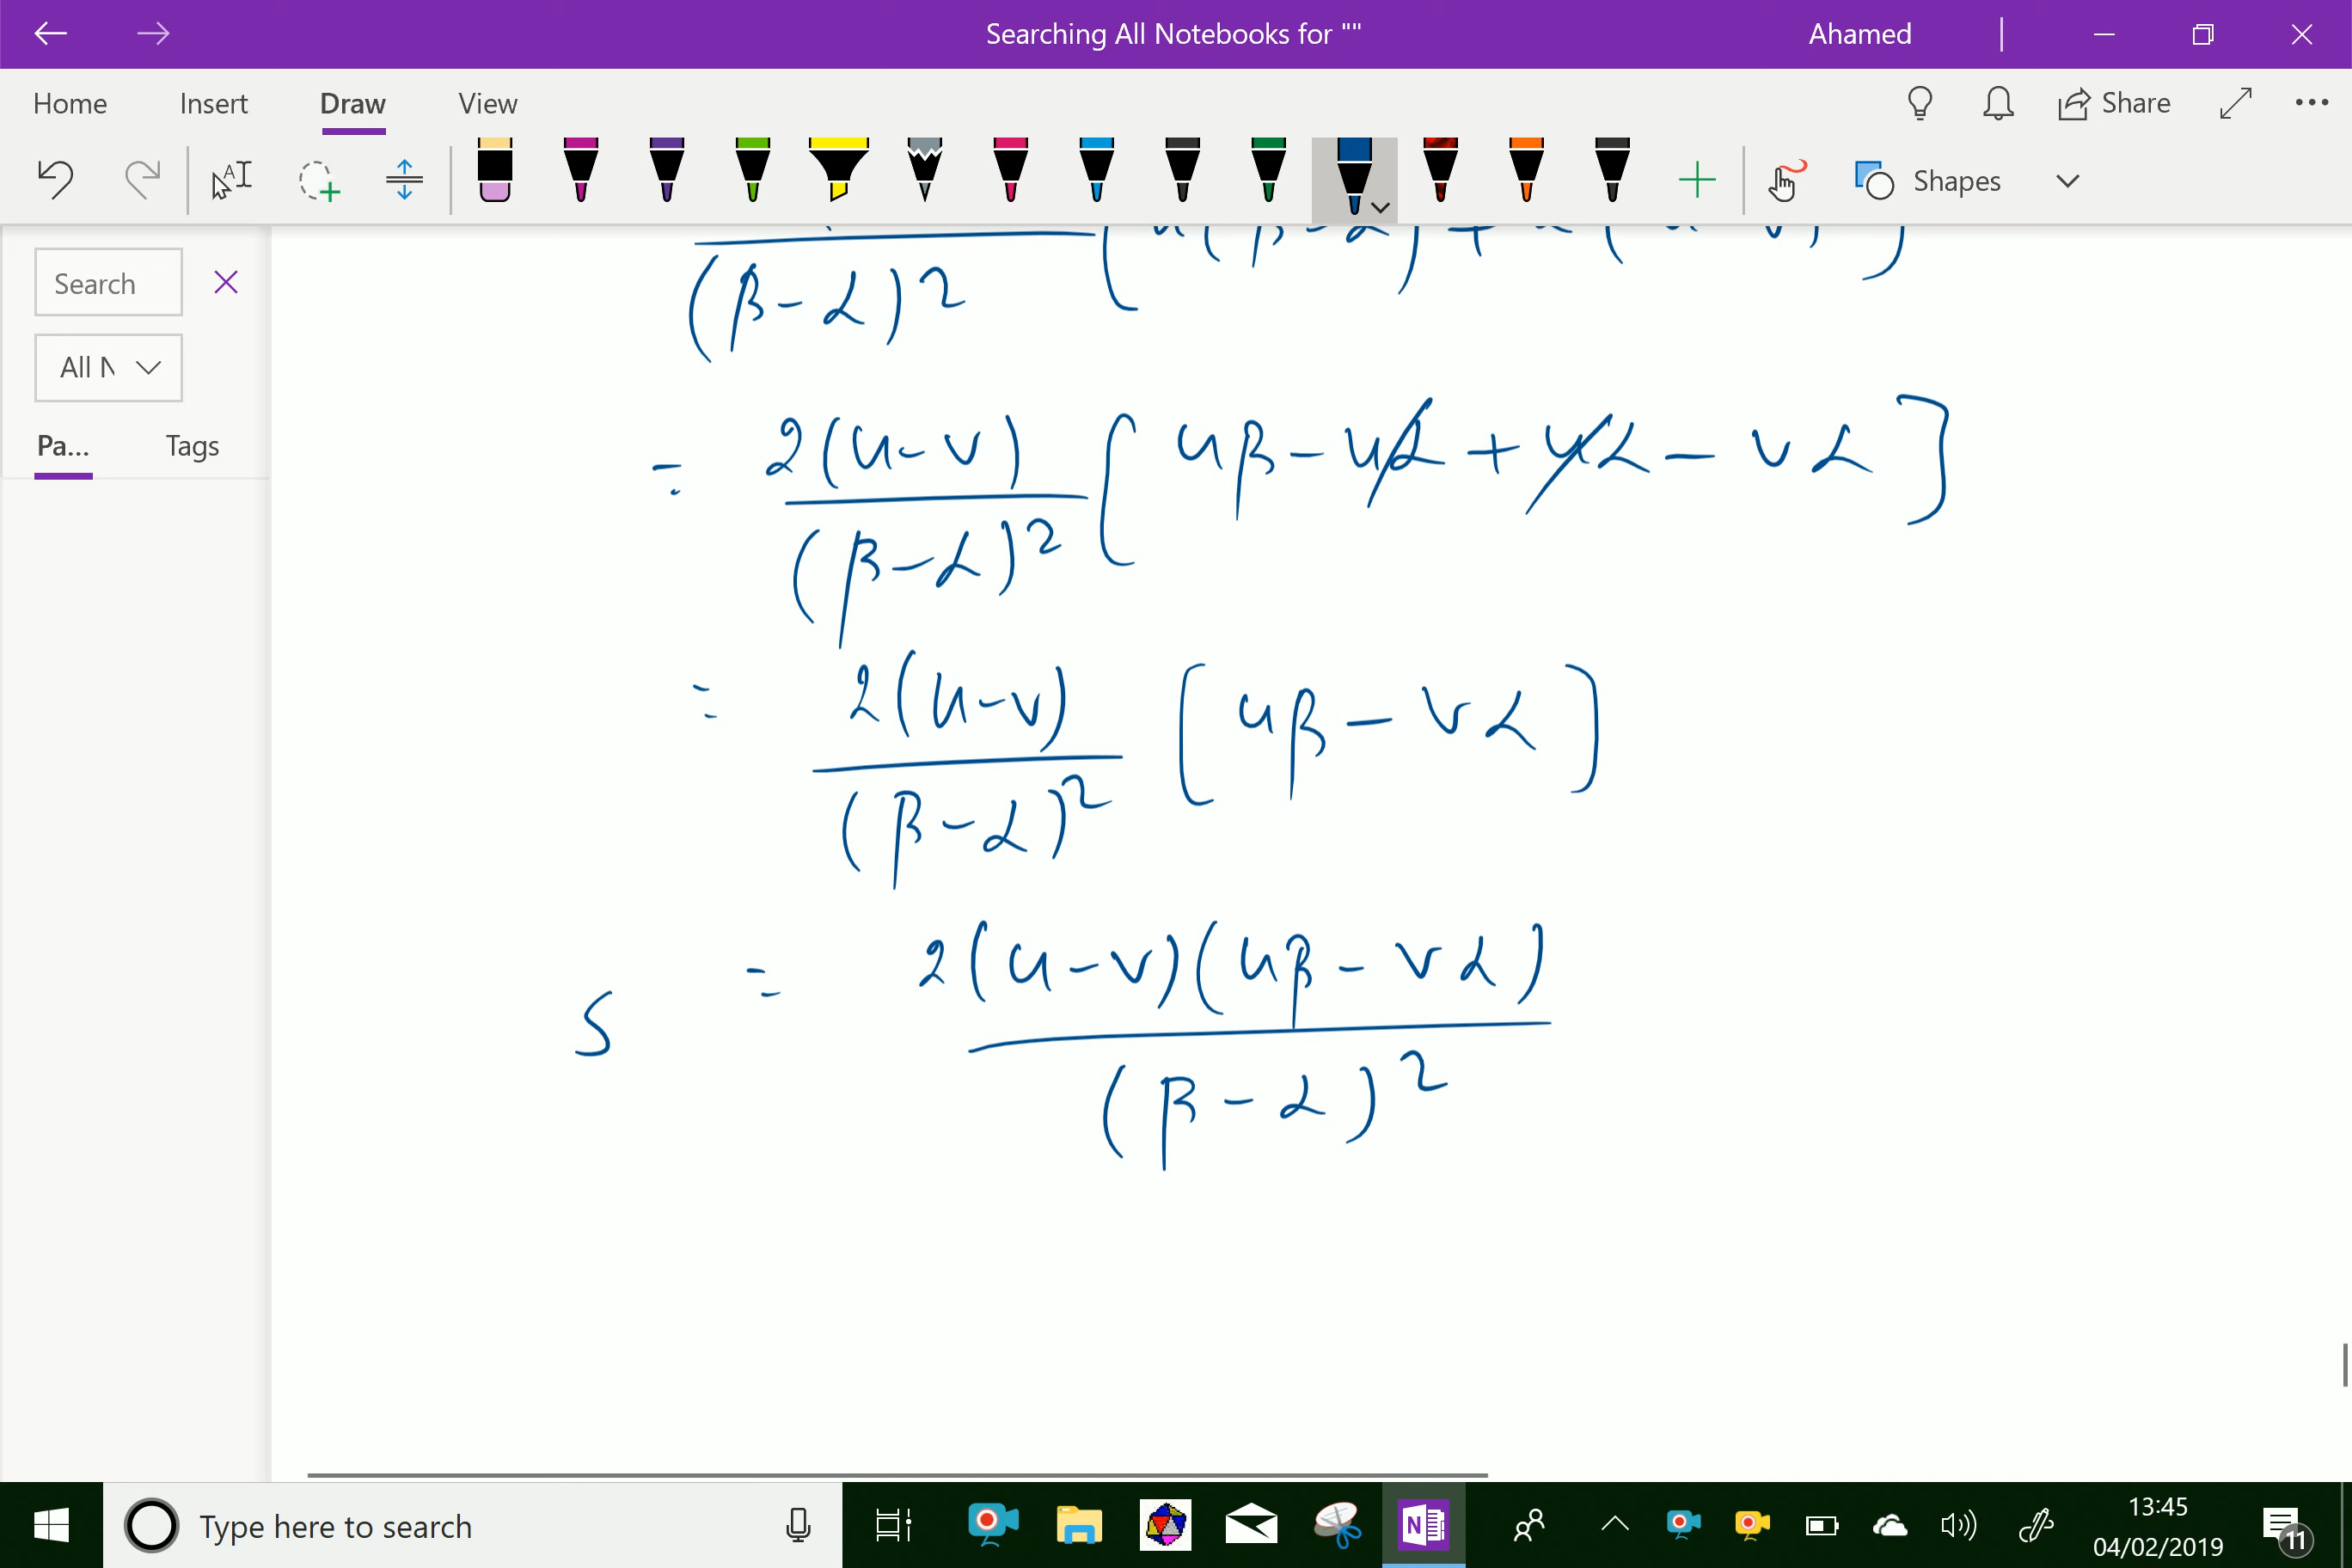 Searching All Notebooks for ""
Ahamed
Home Insert Draw View Share
Shapes
Search
All N
Pa... Tags
(β-α)² [u(β-α)+α(u-v)]
= 2(u-v)/(β-α)² [uβ-uα+uα-vα]
= 2(u-v)/(β-α)² [uβ-vα]
S = 2(u-v)(uβ-vα)/(β-α)²
Type here to search
N
13:45
04/02/2019
11